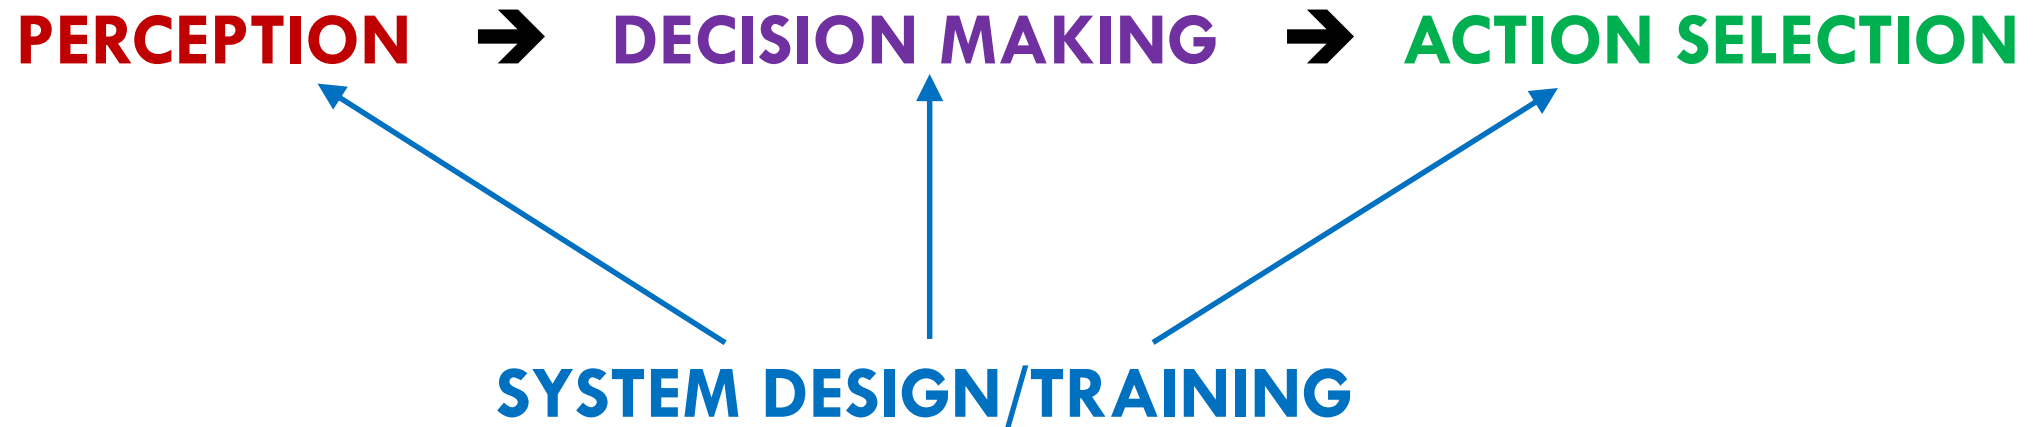 PERCEPTION ➔ DECISION MAKING ➔ ACTION SELECTION
SYSTEM DESIGN/TRAINING